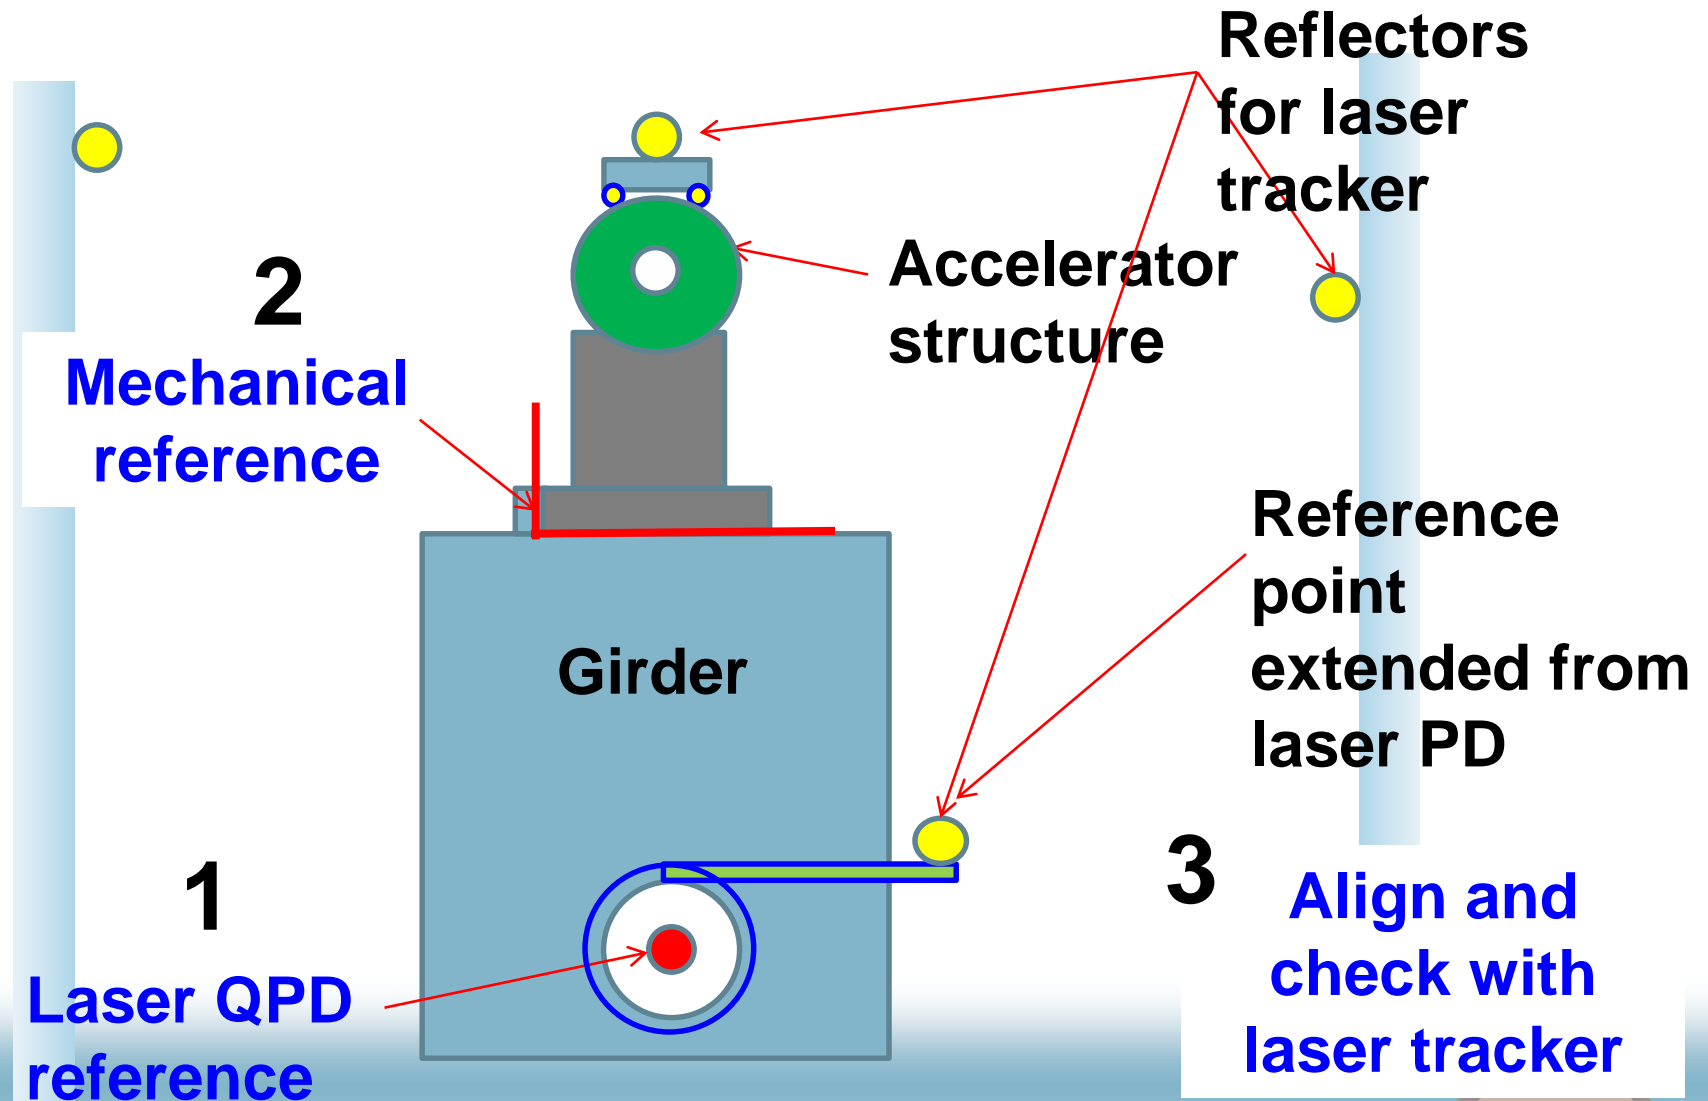 Reflectors
for laser
tracker
Accelerator
structure
2
Mechanical
reference
Reference
point
extended from
laser PD
Girder
1
Laser QPD
reference
3
Align and
check with
laser tracker